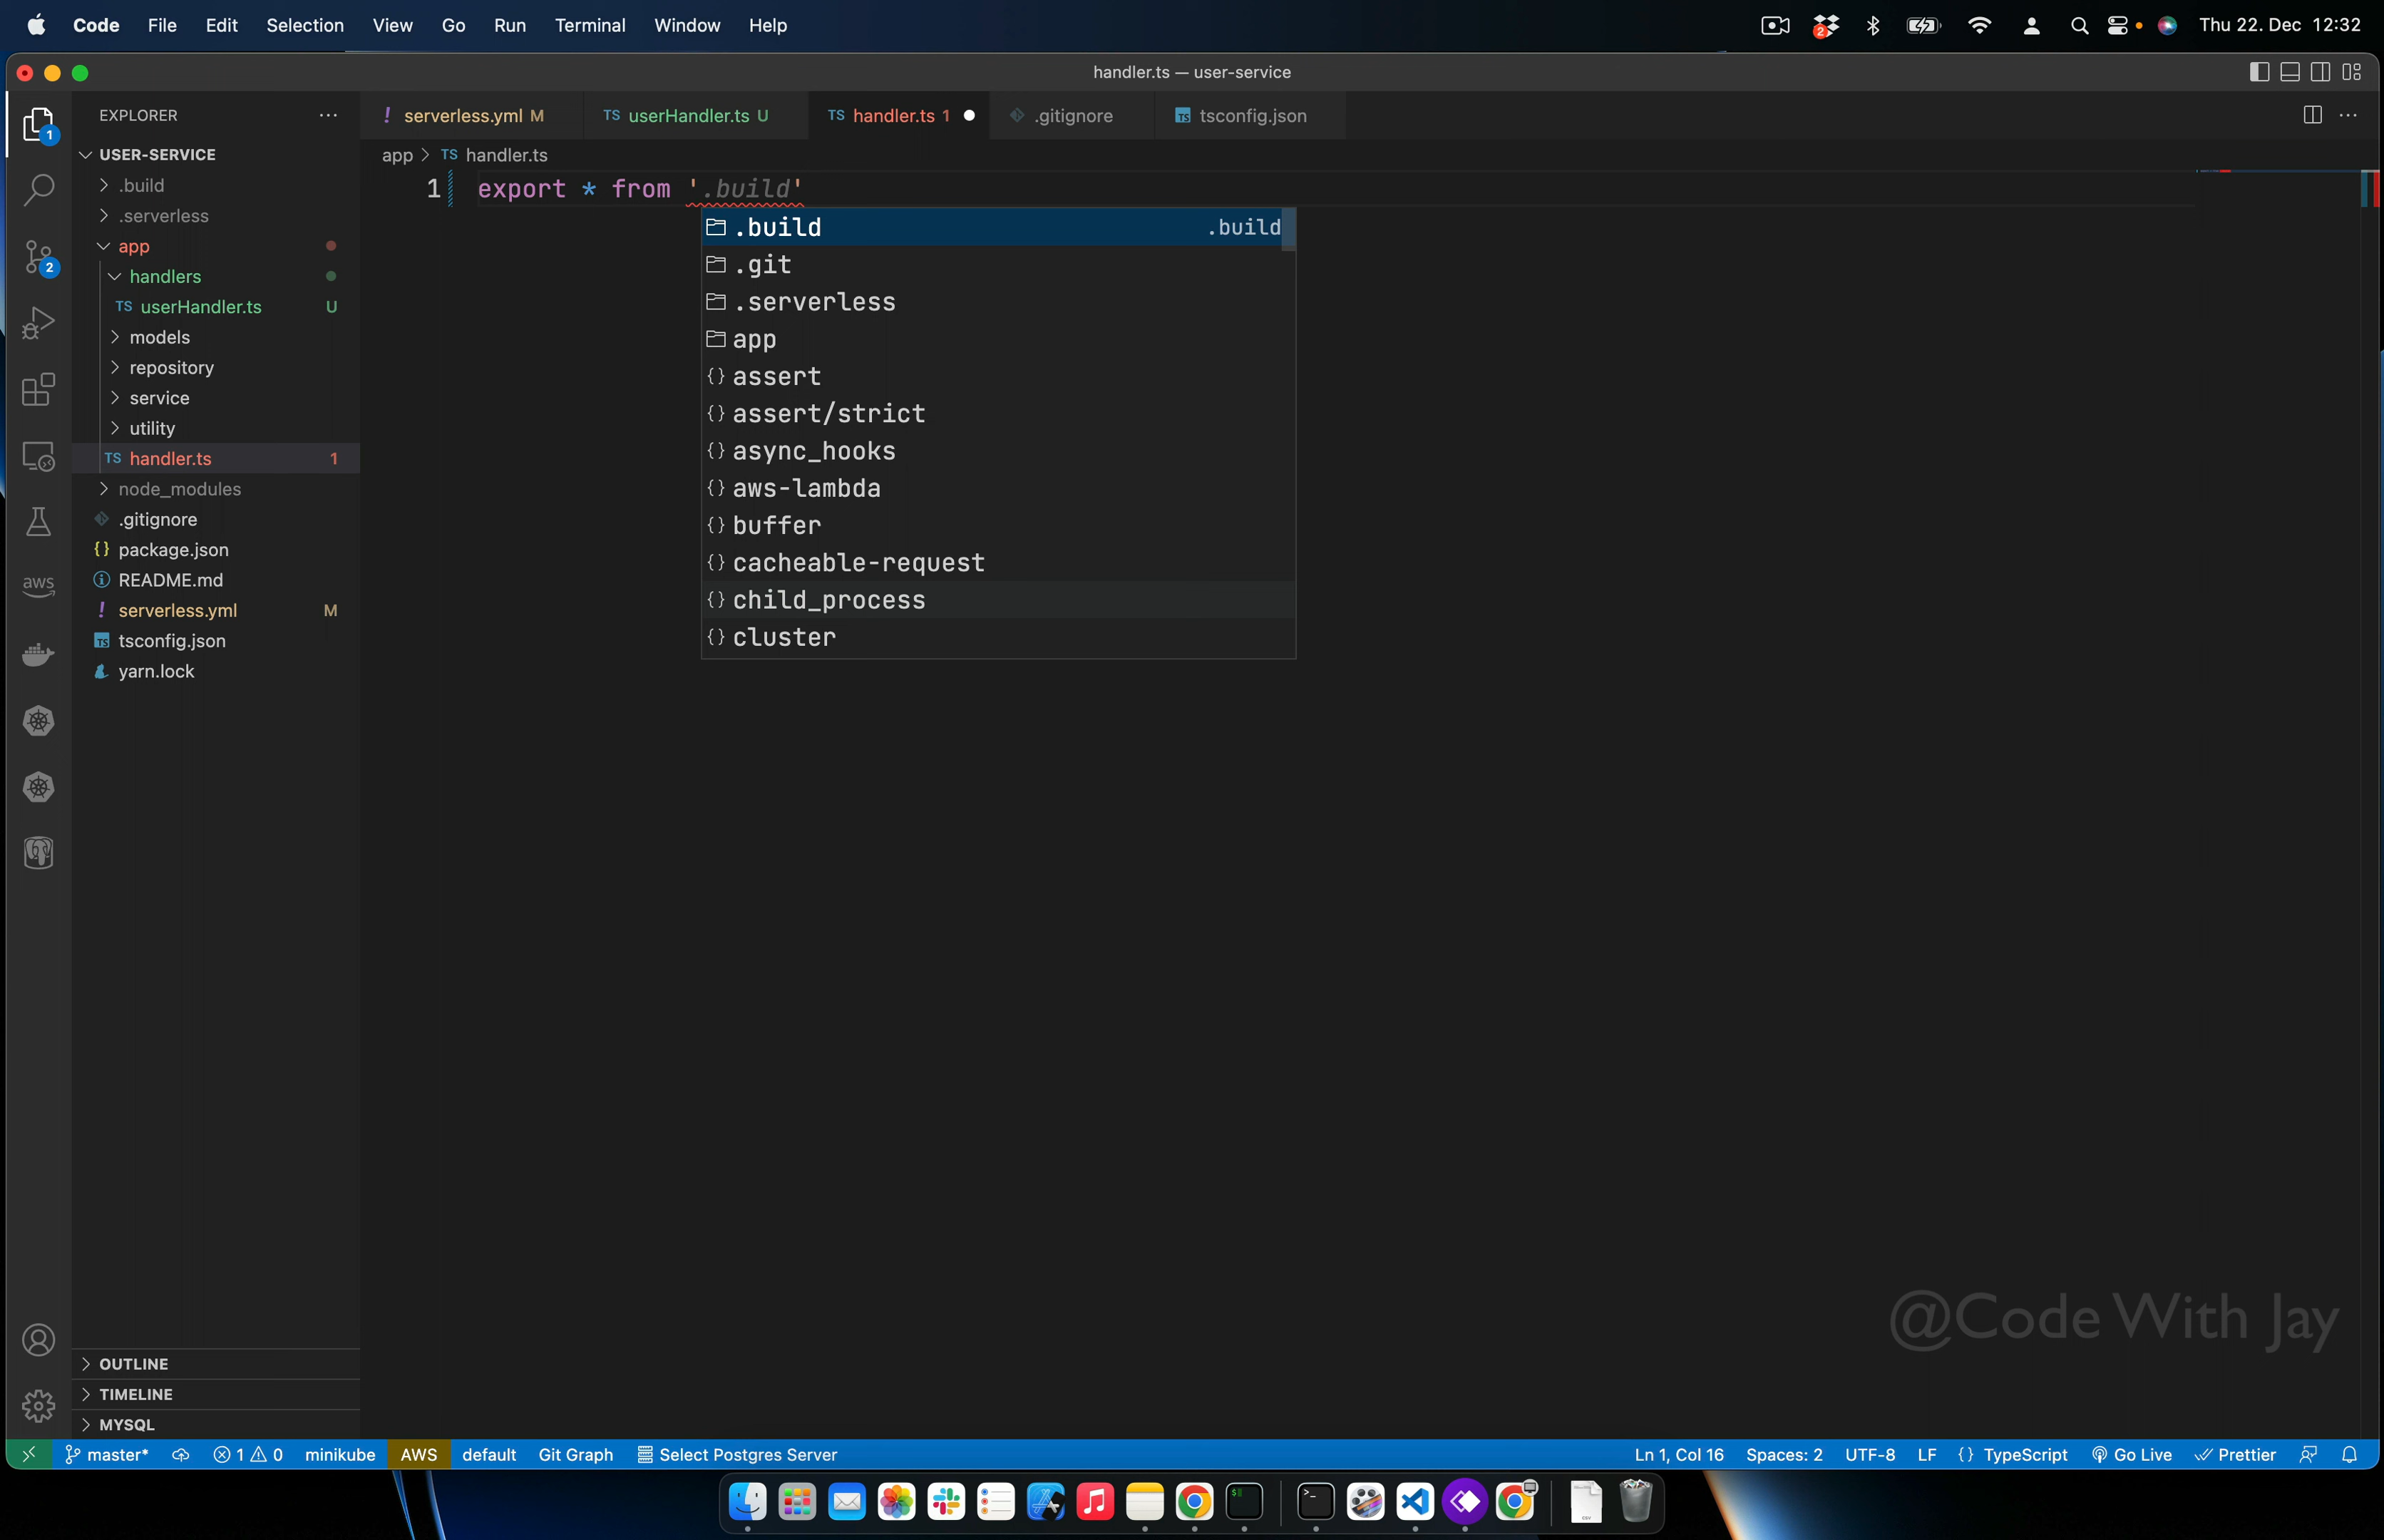 Code File Edit Selection View Go Run Terminal Window Help
2
Thu 22. Dec 12:32
handler.ts — user-service
EXPLORER
serverless.yml M
TS userHandler.ts U
TS handler.ts 1
.gitignore
TS tsconfig.json
app > TS handler.ts
1 export * from '.build'
.build .build
.git
.serverless
app
{} assert
{} assert/strict
{} async_hooks
{} aws-lambda
{} buffer
{} cacheable-request
{} child_process
{} cluster
1
2
aws
USER-SERVICE
.build
.serverless
app
handlers
TS userHandler.ts U
models
repository
service
utility
TS handler.ts 1
node_modules
.gitignore
{} package.json
README.md
! serverless.yml M
TS tsconfig.json
yarn.lock
OUTLINE
TIMELINE
MYSQL
@Code With Jay
master* 1 0 minikube AWS default Git Graph Select Postgres Server
Ln 1, Col 16 Spaces: 2 UTF-8 LF {} TypeScript Go Live Prettier